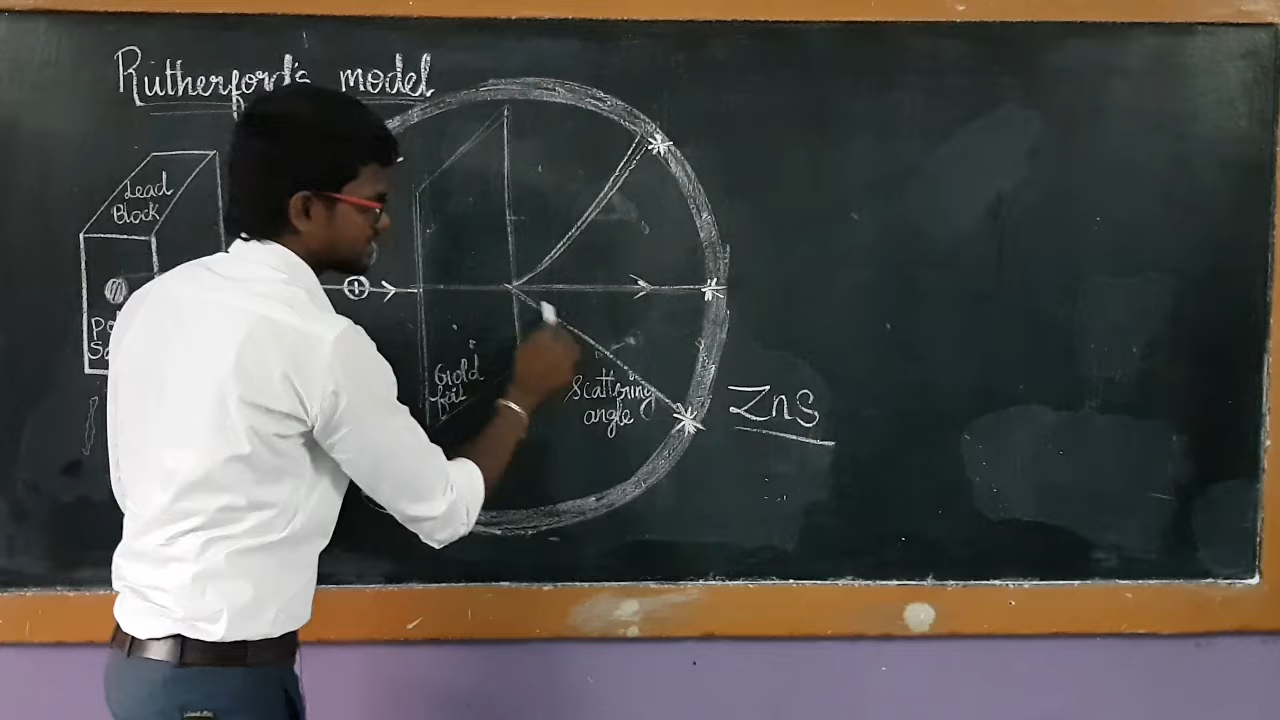 Rutherford's model
Lead
Block
Gold
foil
Scattering
angle
ZnS